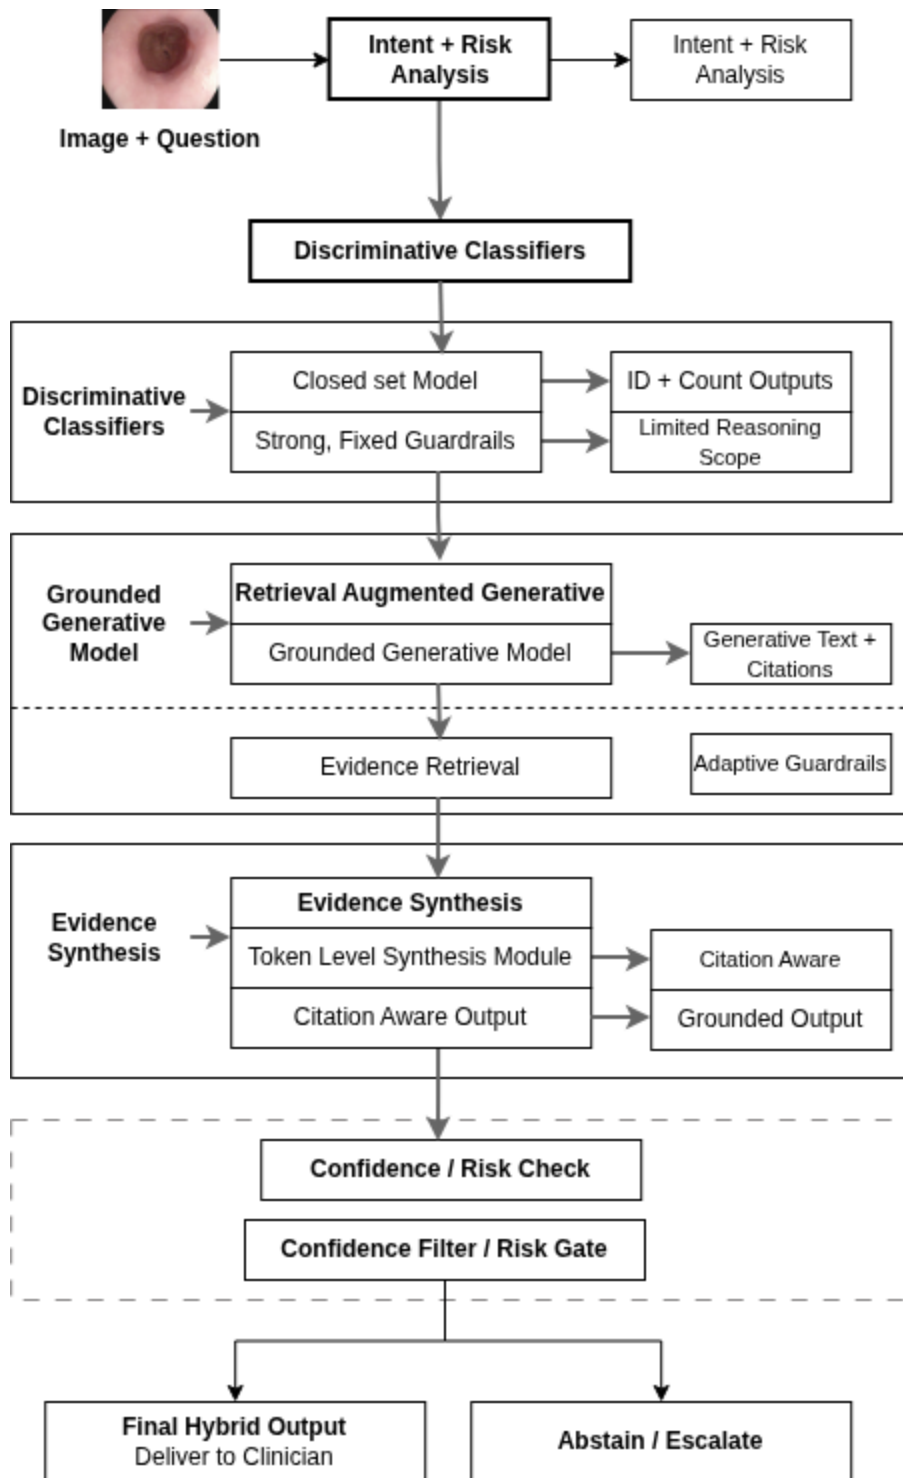 Image + Question
Intent + Risk
Analysis
Intent + Risk
Analysis
Discriminative Classifiers
Discriminative
Classifiers
Closed set Model
ID + Count Outputs
Strong, Fixed Guardrails
Limited Reasoning
Scope
Grounded
Generative
Model
Retrieval Augmented Generative
Grounded Generative Model
Generative Text +
Citations
Evidence Retrieval
Adaptive Guardrails
Evidence
Synthesis
Evidence Synthesis
Token Level Synthesis Module
Citation Aware
Citation Aware Output
Grounded Output
Confidence / Risk Check
Confidence Filter / Risk Gate
Final Hybrid Output
Deliver to Clinician
Abstain / Escalate